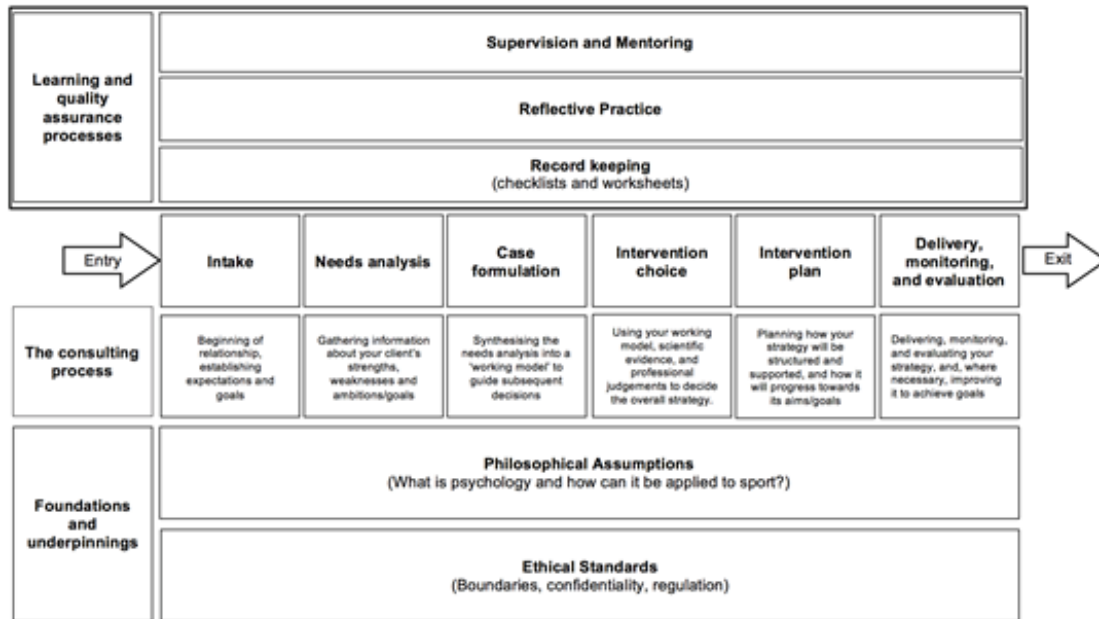 Supervision and Mentoring
Learning and
quality
assurance
processes
Reflective Practice
Record keeping
(checklists and worksheets)
Entry
Intake
Needs analysis
Case
formulation
Intervention
choice
Intervention
plan
Delivery,
monitoring,
and evaluation
Exit
The consulting
process
Beginning of
relationship,
establishing
expectations and
goals
Gathering information
about your client's
strengths,
weaknesses and
ambitions/goals
Synthesising the
needs analysis into a
'working model' to
guide subsequent
decisions
Using your working
model, scientific
evidence, and
professional
judgements to decide
the overall strategy.
Planning how your
strategy will be
structured and
supported, and how it
will progress towards
its aims/goals
Delivering, monitoring,
and evaluating your
strategy, and, where
necessary, improving
it to achieve goals
Foundations
and
underpinnings
Philosophical Assumptions
(What is psychology and how can it be applied to sport?)
Ethical Standards
(Boundaries, confidentiality, regulation)